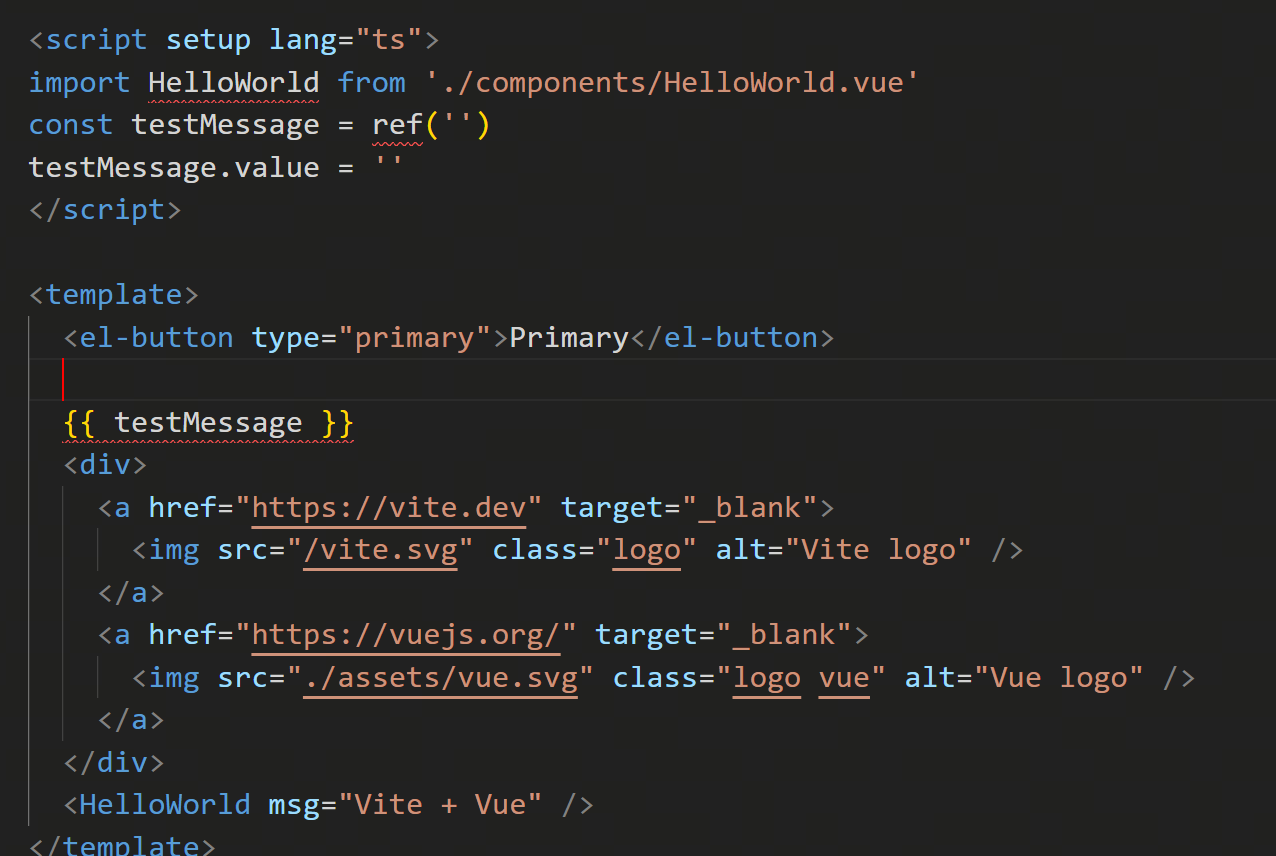 <script setup lang="ts">
import HelloWorld from './components/HelloWorld.vue'
const testMessage = ref('')
testMessage.value = ''
</script>
<template>
<el-button type="primary">Primary</el-button>
{{ testMessage }}
<div>
<a href="https://vite.dev" target="_blank">
<img src="/vite.svg" class="logo" alt="Vite logo" />
</a>
<a href="https://vuejs.org/" target="_blank">
<img src="./assets/vue.svg" class="logo vue" alt="Vue logo" />
</a>
</div>
<HelloWorld msg="Vite + Vue" />
</template>